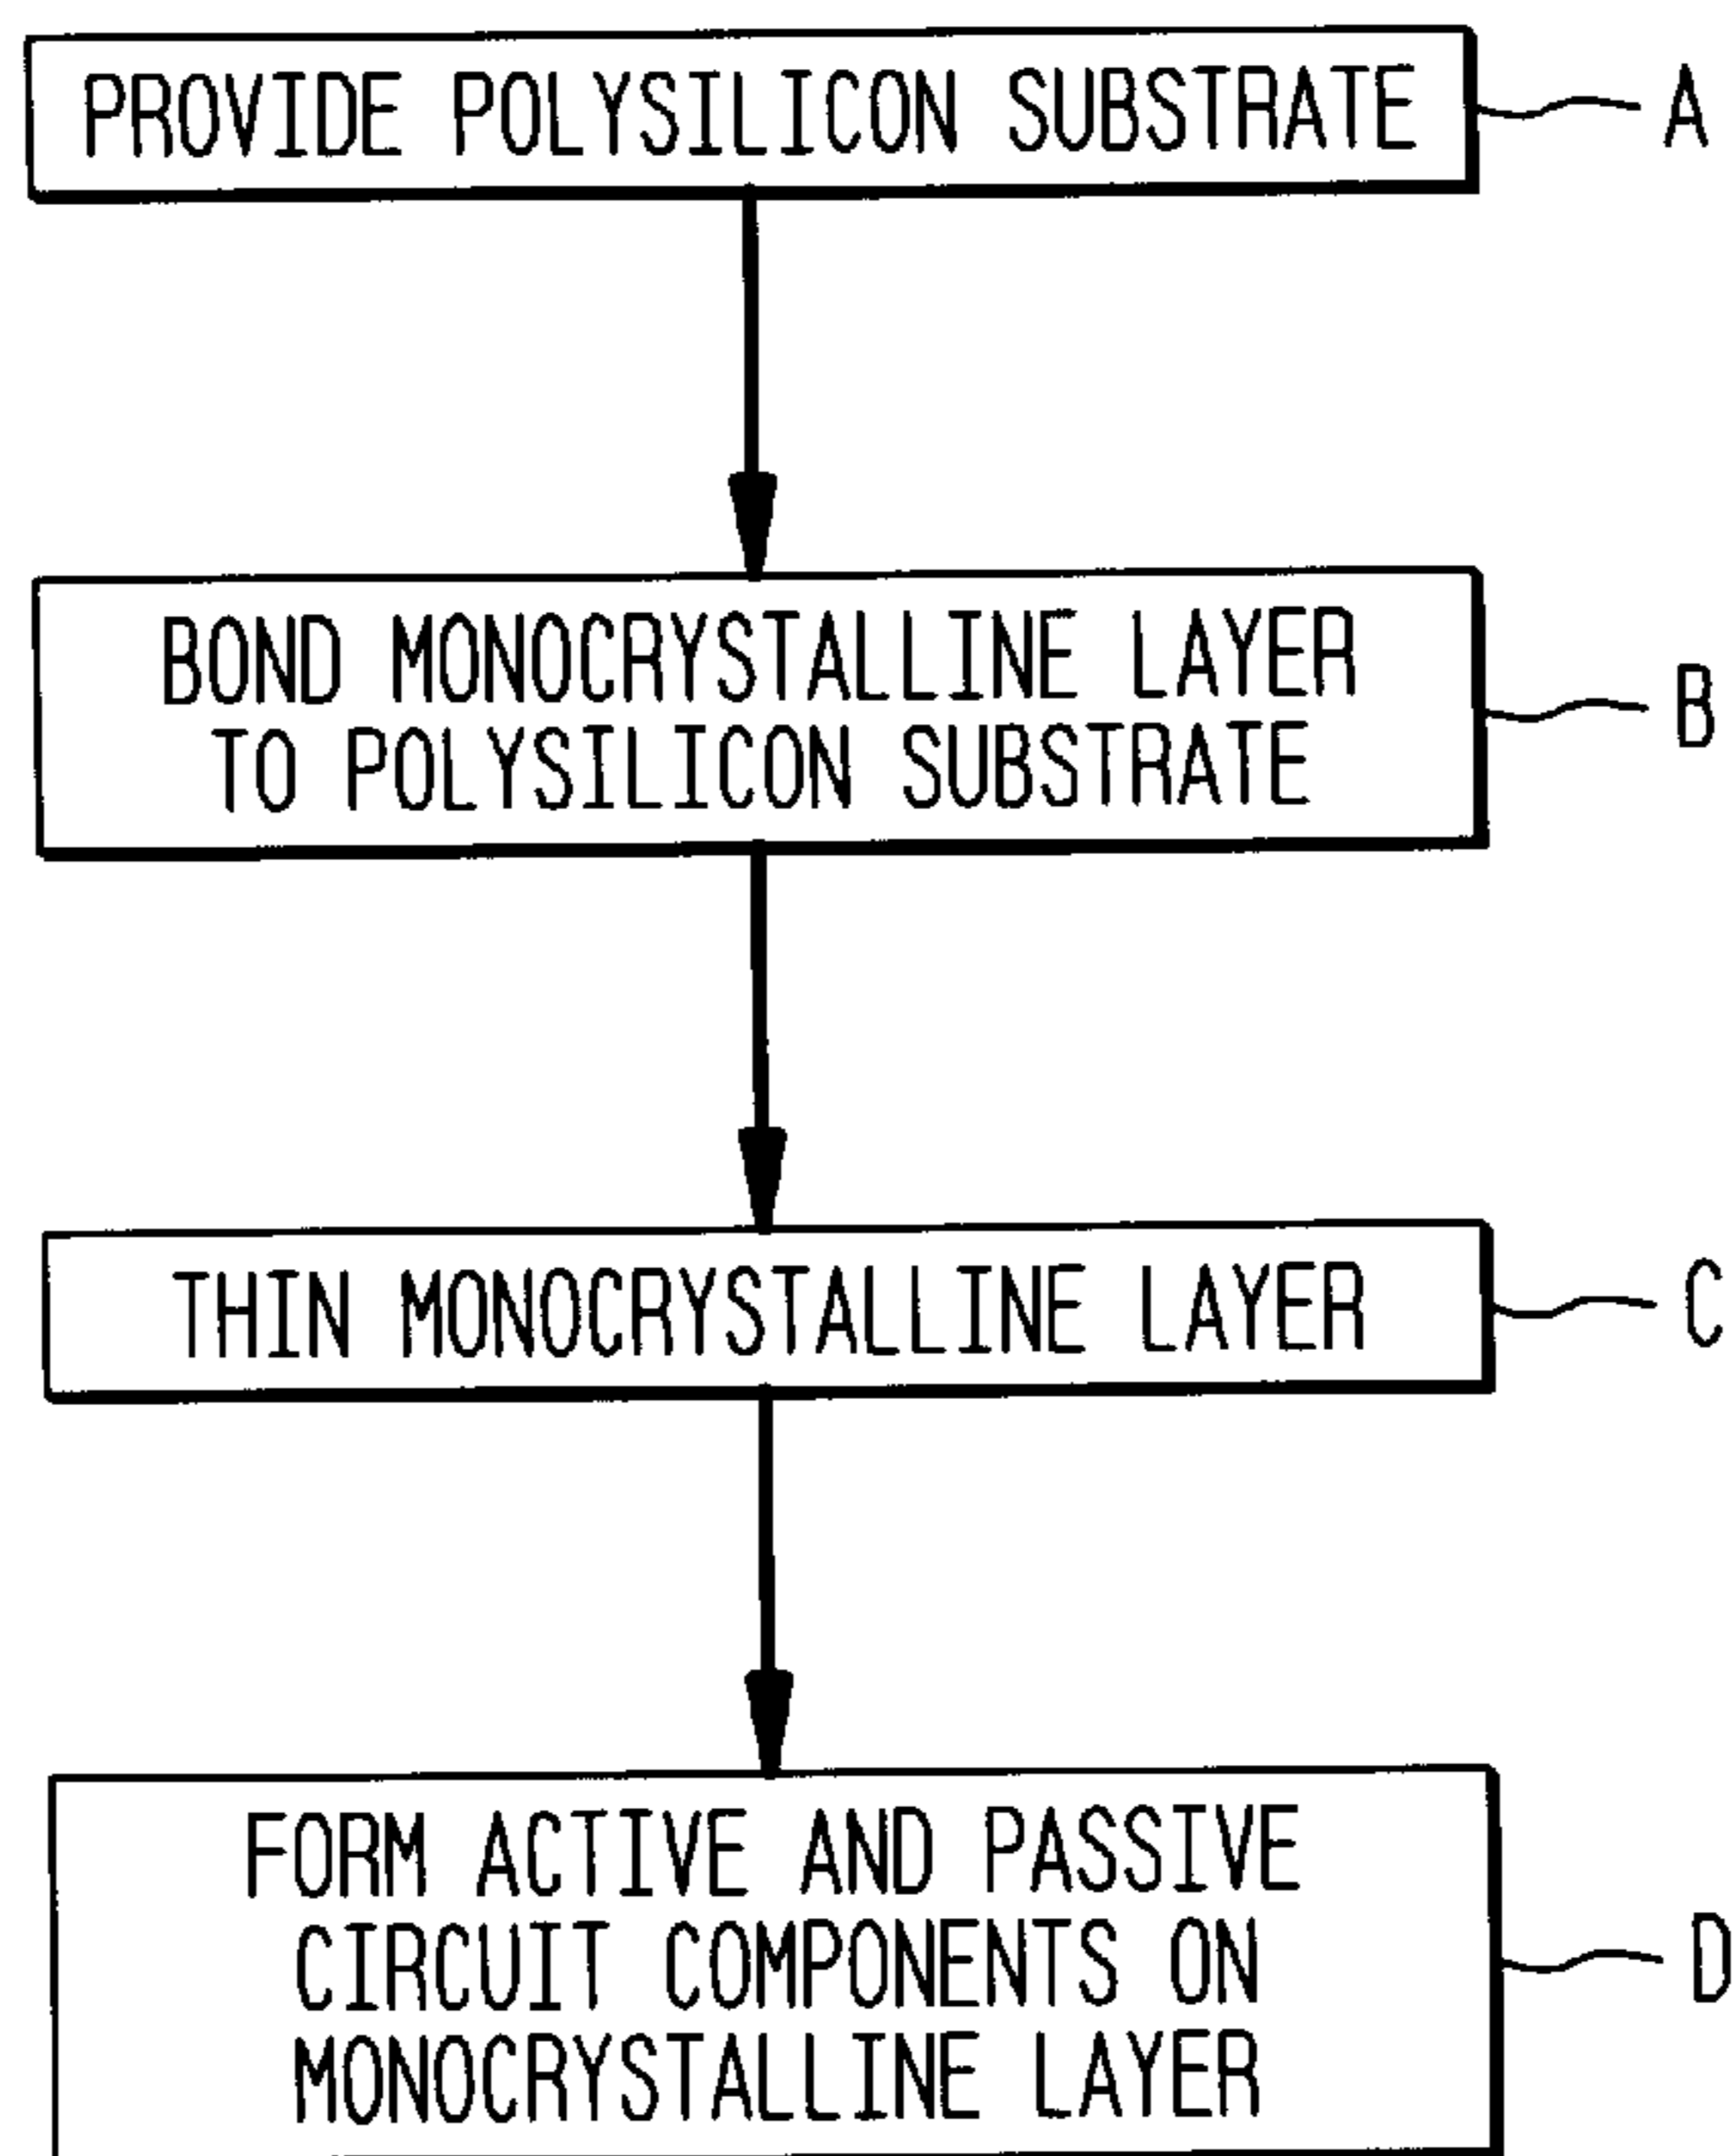 PROVIDE POLYSILICON SUBSTRATE
A
BOND MONOCRYSTALLINE LAYER
TO POLYSILICON SUBSTRATE
B
THIN MONOCRYSTALLINE LAYER
C
FORM ACTIVE AND PASSIVE
CIRCUIT COMPONENTS ON
MONOCRYSTALLINE LAYER
D